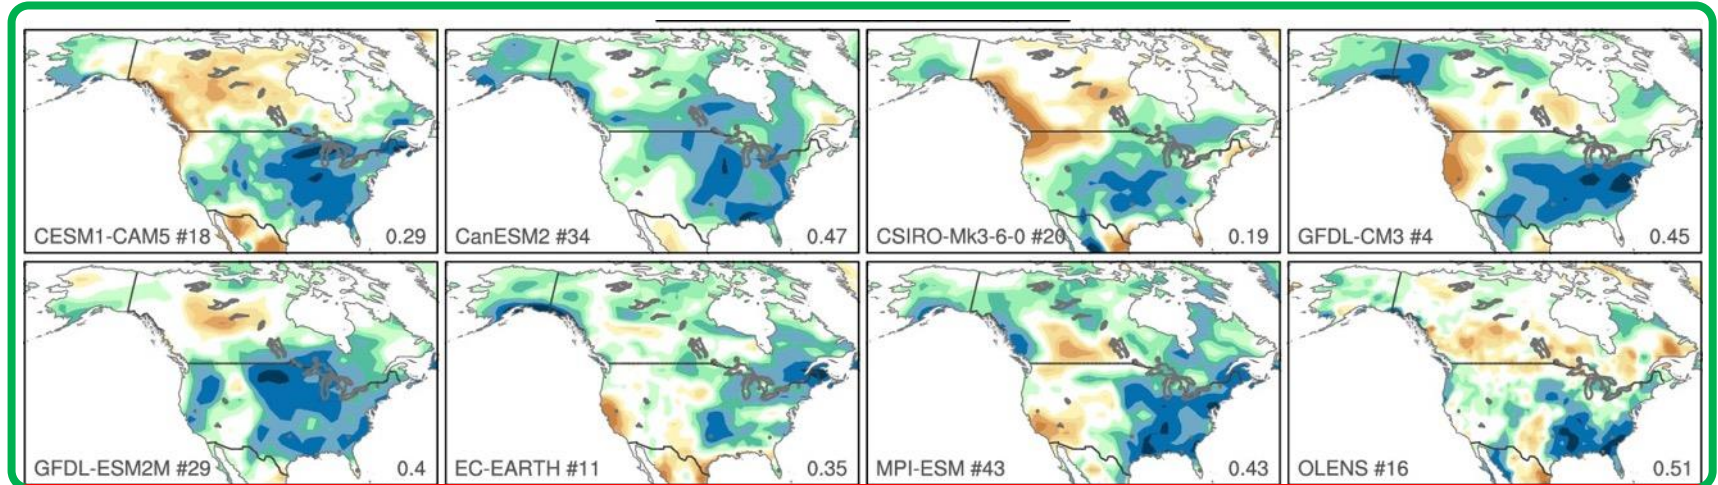 CESM1-CAM5 #18 0.29
CanESM2 #34 0.47
CSIRO-Mk3-6-0 #20 0.19
GFDL-CM3 #4 0.45
GFDL-ESM2M #29 0.4
EC-EARTH #11 0.35
MPI-ESM #43 0.43
OLENS #16 0.51